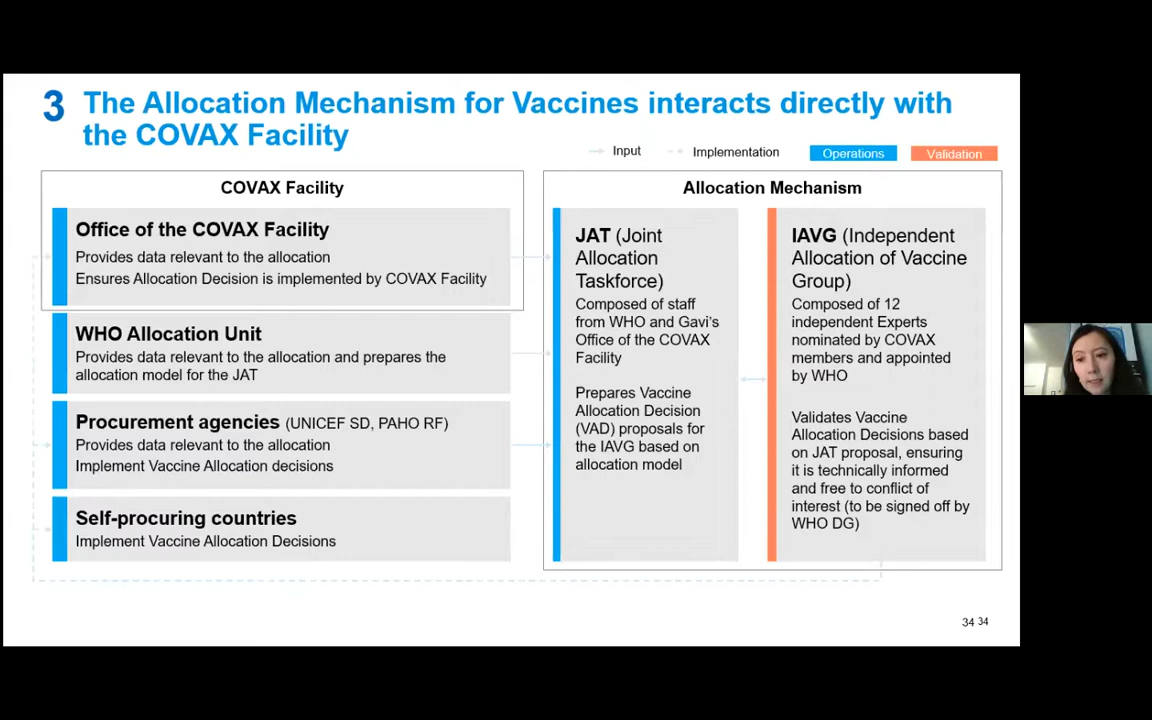 3
The Allocation Mechanism for Vaccines interacts directly with
the COVAX Facility
Input
Implementation
Operations
Validation
COVAX Facility
Office of the COVAX Facility
Provides data relevant to the allocation
Ensures Allocation Decision is implemented by COVAX Facility
WHO Allocation Unit
Provides data relevant to the allocation and prepares the
allocation model for the JAT
Procurement agencies (UNICEF SD, PAHO RF)
Provides data relevant to the allocation
Implement Vaccine Allocation decisions
Self-procuring countries
Implement Vaccine Allocation Decisions
Allocation Mechanism
JAT (Joint
Allocation
Taskforce)
Composed of staff
from WHO and Gavi's
Office of the COVAX
Facility
Prepares Vaccine
Allocation Decision
(VAD) proposals for
the IAVG based on
allocation model
IAVG (Independent
Allocation of Vaccine
Group)
Composed of 12
independent Experts
nominated by COVAX
members and appointed
by WHO
Validates Vaccine
Allocation Decisions based
on JAT proposal, ensuring
it is technically informed
and free to conflict of
interest (to be signed off by
WHO DG)
34 34